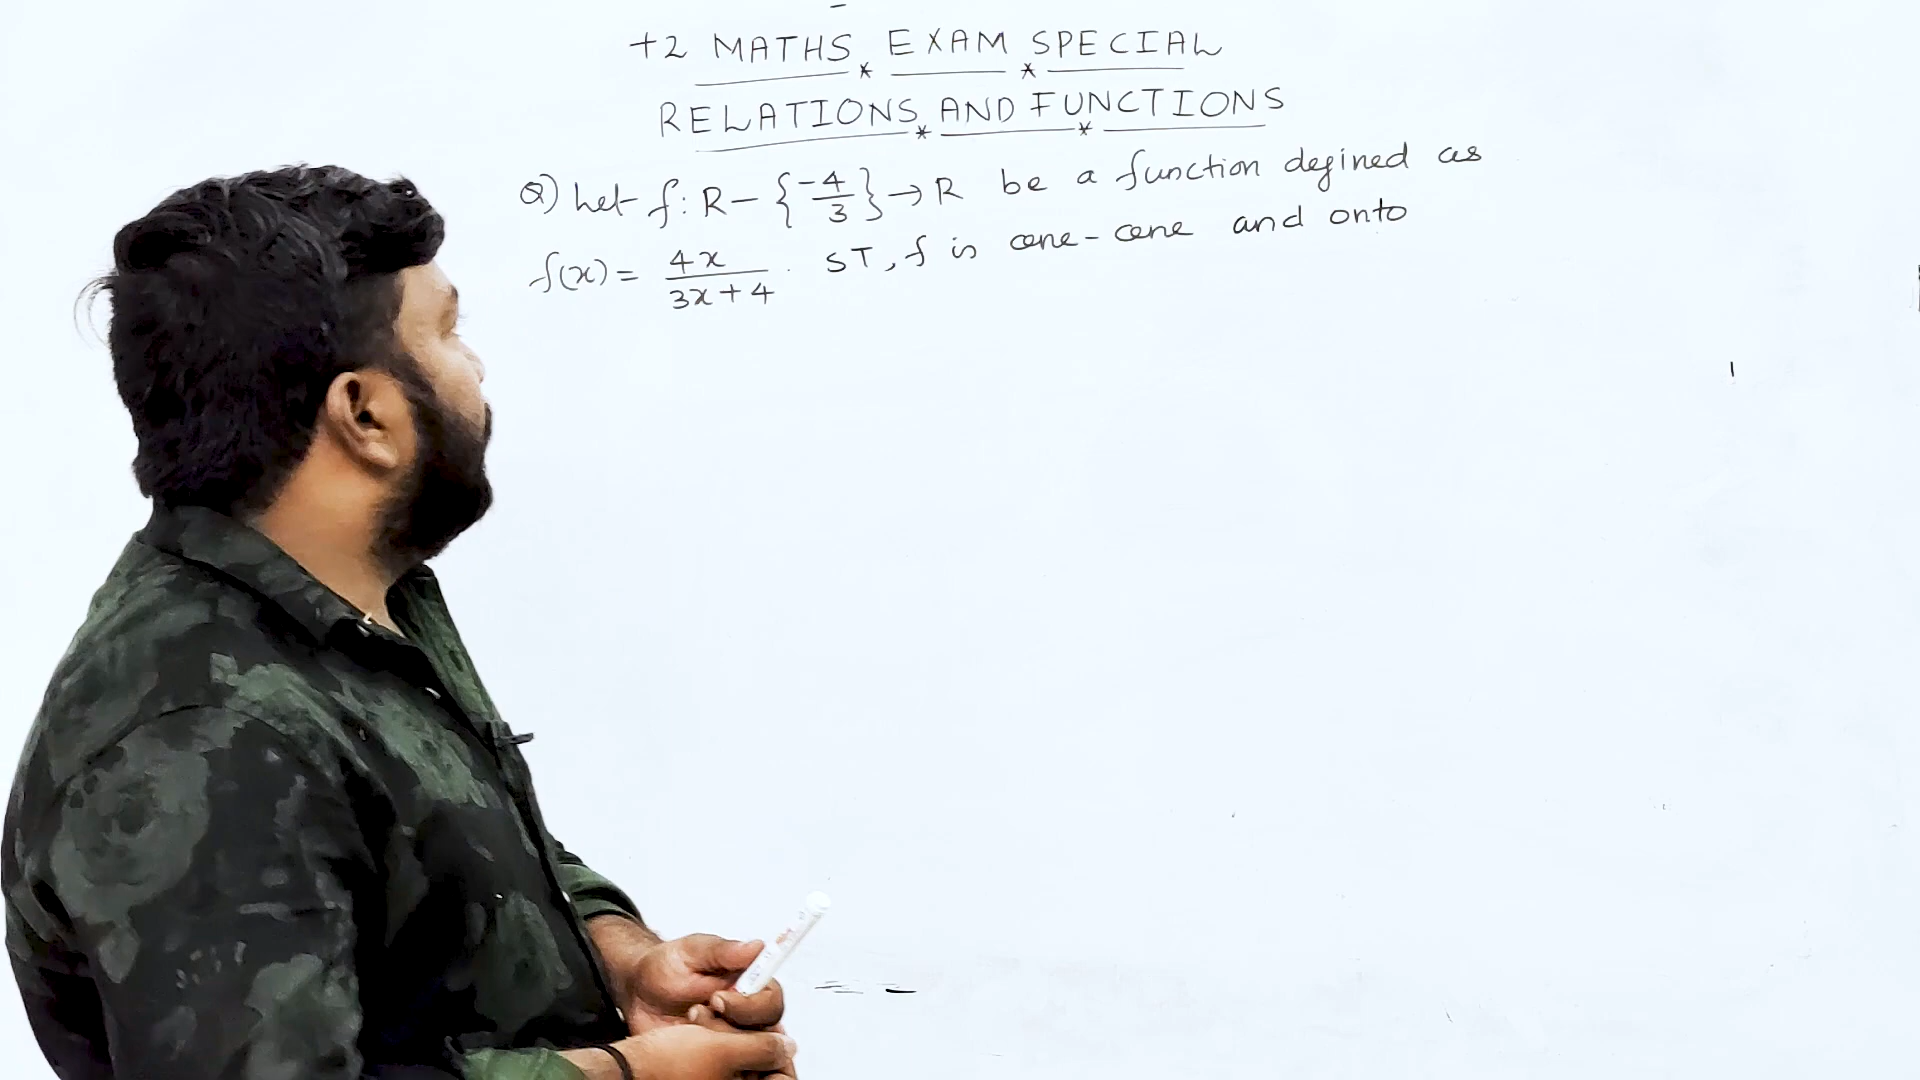 +2 MATHS EXAM SPECIAL
RELATIONS AND FUNCTIONS
Q) Let f: R - {-4/3} → R be a function defined as
f(x) = 4x/(3x+4). ST, f is one-one and onto